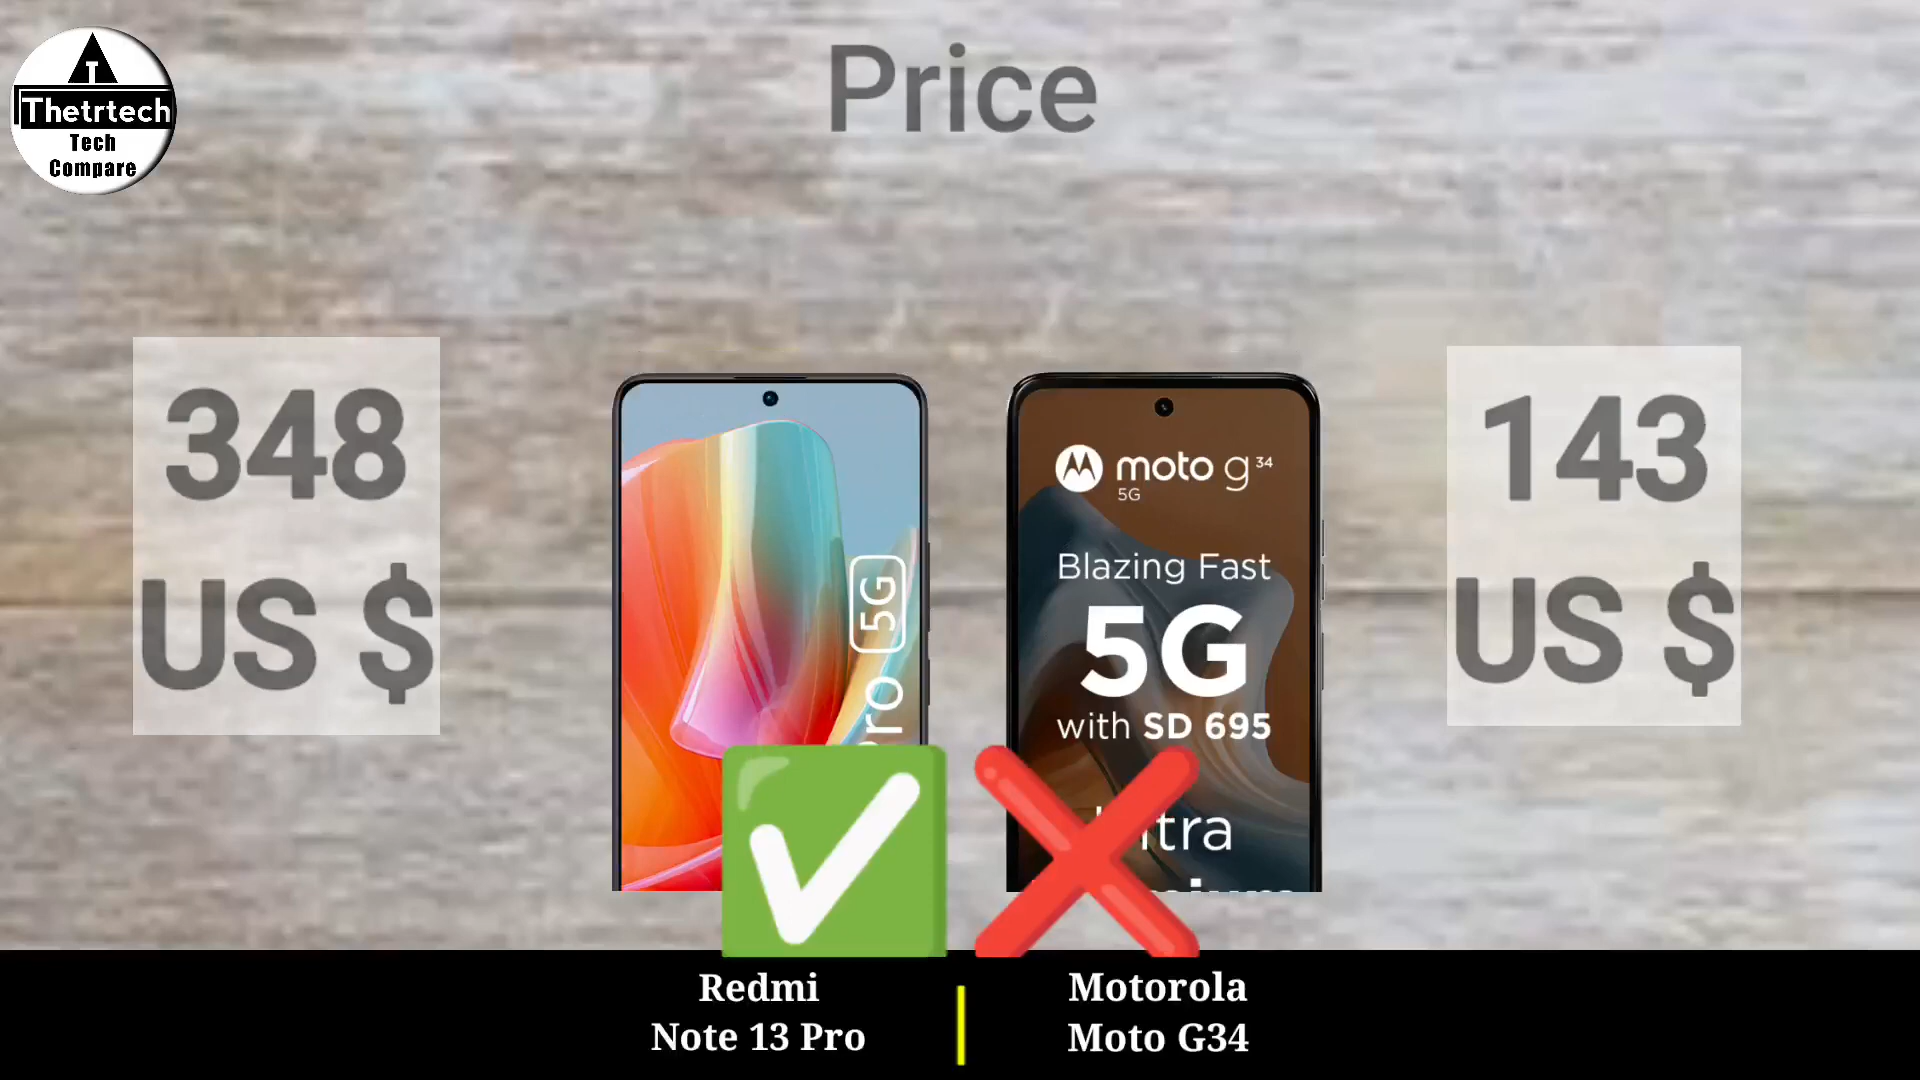 T
Thetrtech
Tech
Compare
Price
348
US $
143
US $
5G
moto g 34
5G
Blazing Fast
5G
with SD 695
Redmi
Note 13 Pro
Motorola
Moto G34